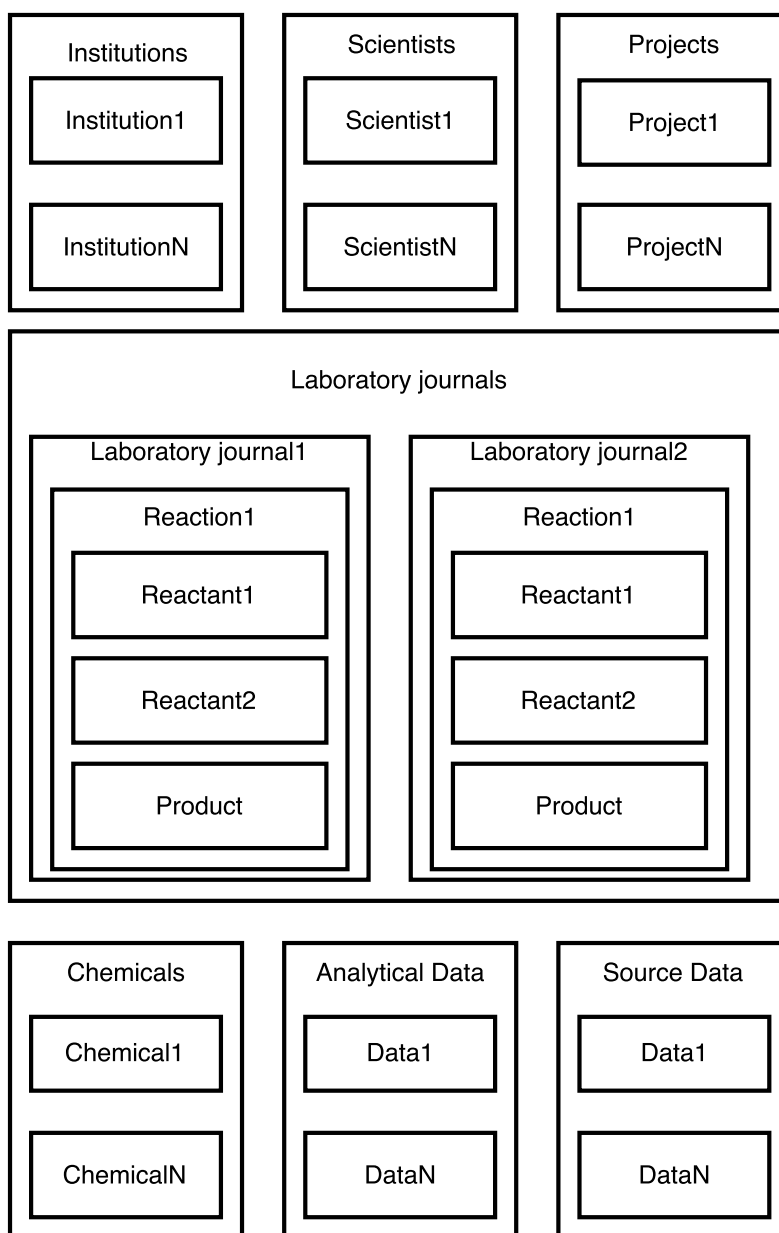 Institutions
Institution1
InstitutionN
Scientists
Scientist1
ScientistN
Projects
Project1
ProjectN
Laboratory journals
Laboratory journal1
Reaction1
Reactant1
Reactant2
Product
Laboratory journal2
Reaction1
Reactant1
Reactant2
Product
Chemicals
Chemical1
ChemicalN
Analytical Data
Data1
DataN
Source Data
Data1
DataN